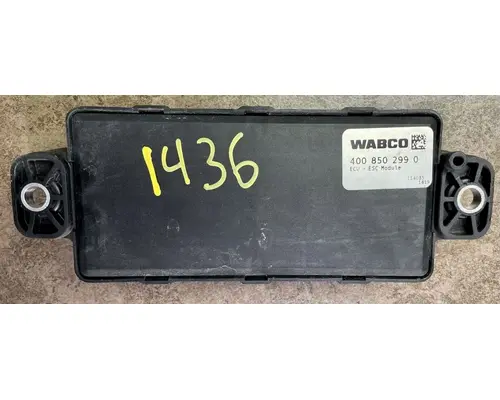 1436
WABCO
400 850 299 0
ECU - ESC Module